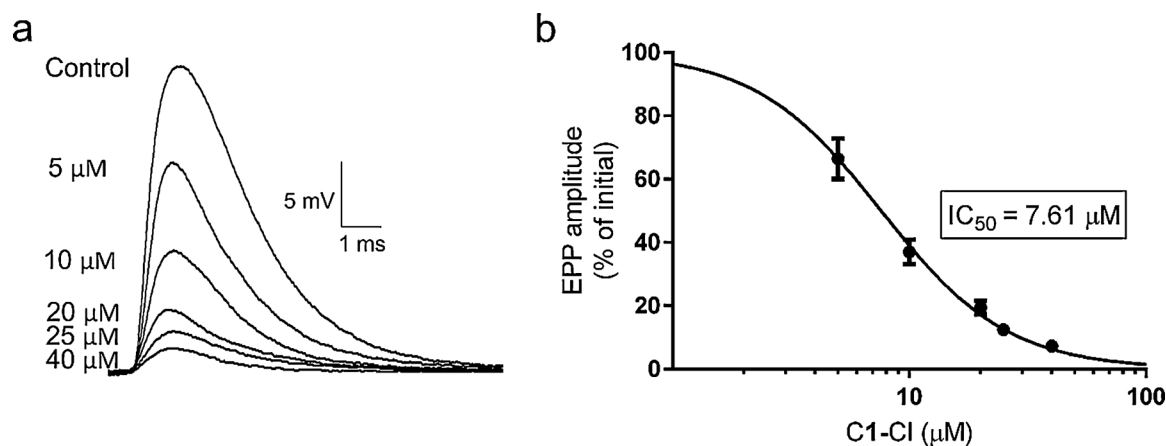 a
Control
5 µM
10 µM
20 µM
25 µM
40 µM
5 mV
1 ms
b
EPP amplitude
(% of initial)
100
80
60
40
20
0
IC50 = 7.61 µM
10
100
C1-Cl (µM)